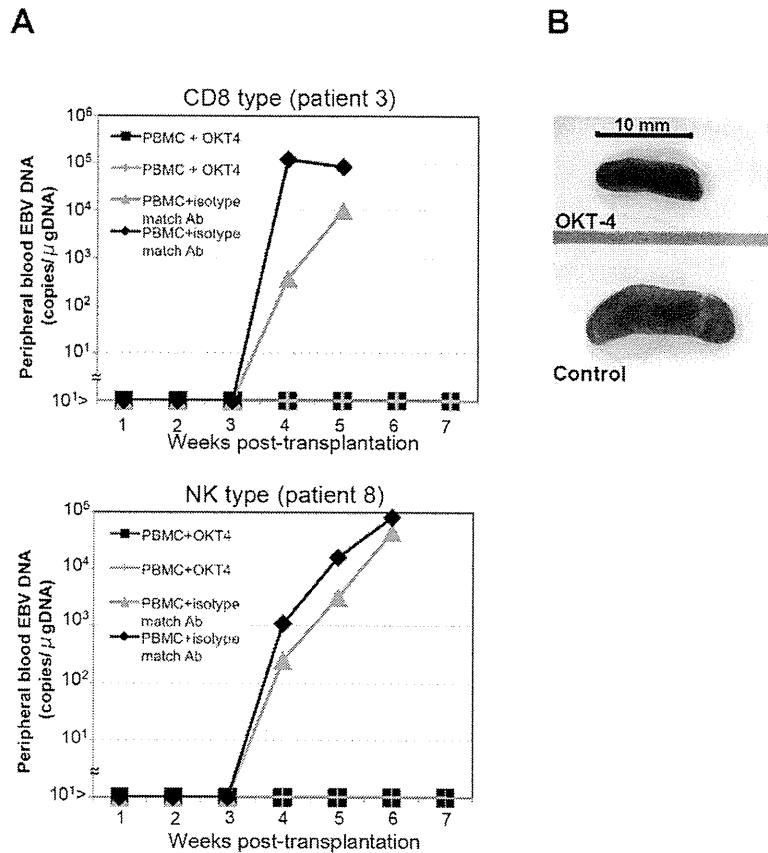 A
B
CD8 type (patient 3)
Peripheral blood EBV DNA
(copies/μgDNA)
10⁶
10⁵
10⁴
10³
10²
10¹
10¹>
PBMC + OKT4
PBMC + OKT4
PBMC+isotype
match Ab
PBMC+isotype
match Ab
1 2 3 4 5 6 7
Weeks post-transplantation
10 mm
OKT-4
Control
NK type (patient 8)
Peripheral blood EBV DNA
(copies/μgDNA)
10⁵
10⁴
10³
10²
10¹
10¹>
PBMC+OKT4
PBMC+OKT4
PBMC+isotype
match Ab
PBMC+isotype
match Ab
1 2 3 4 5 6 7
Weeks post-transplantation